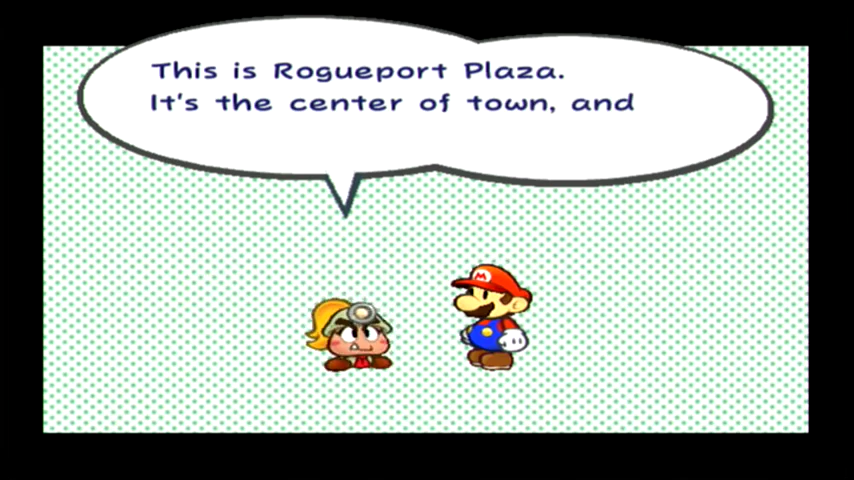 This is Rogueport Plaza.
It's the center of town, and
M